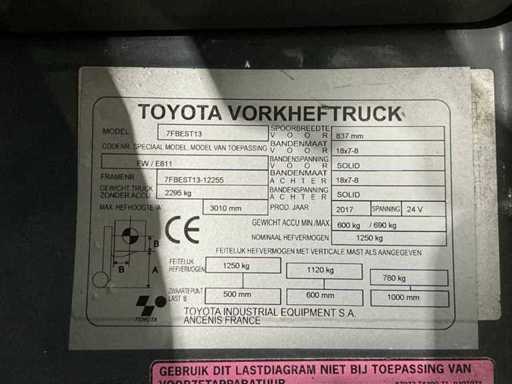 TOYOTA VORKHEFTRUCK
MODEL 7FBEST13 SPOORBREEDTE VOOR 837 mm
CODENR, SPECIAAL MODEL, MODEL VAN TOEPASSING BANDENMAAT VOOR 18x7-8
EW / E811 BANDENSPANNING VOOR SOLID
FRAMENR 7FBEST13-12255 BANDENMAAT ACHTER 18x7-8
GEWICHT TRUCK ZONDER ACCU 2295 kg BANDENSPANNING ACHTER SOLID
MAX. HEFHOOGTE 'A' 3010 mm PROD. JAAR 2017 SPANNING 24 V
GEWICHT ACCU MIN./MAX. 600 kg / 690 kg
NOMINAAL HEFVERMOGEN 1250 kg
CE
FEITELIJK HEFVERMOGEN MET VERTICALE MAST ALS AANGEGEVEN
FEITELIJK HEFVERMOGEN 1250 kg 1120 kg 780 kg
ZWAARTEPUNT LAST 'B' 500 mm 600 mm 1000 mm
B
B A
TOYOTA
TOYOTA INDUSTRIAL EQUIPMENT S.A.
ANCENIS FRANCE
GEBRUIK DIT LASTDIAGRAM NIET BIJ TOEPASSING VAN
VOORZETAPPARATUUR